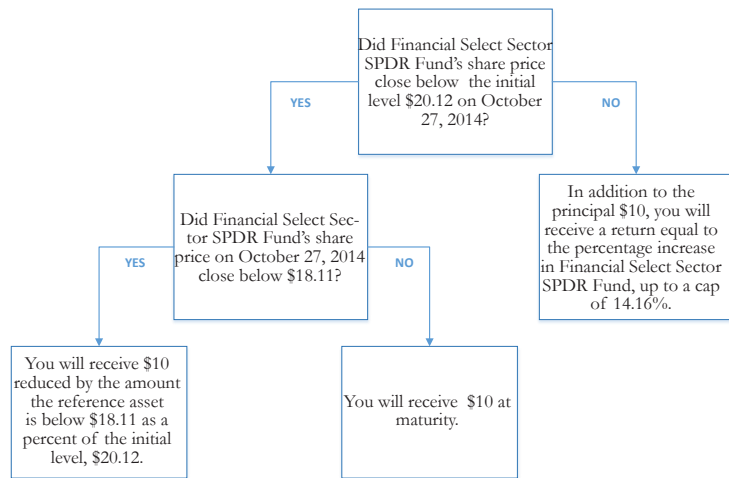 Did Financial Select Sector
SPDR Fund's share price
close below the initial
level $20.12 on October
27, 2014?
YES
NO
Did Financial Select Sec-
tor SPDR Fund's share
price on October 27, 2014
close below $18.11?
In addition to the
principal $10, you will
receive a return equal to
the percentage increase
in Financial Select Sector
SPDR Fund, up to a cap
of 14.16%.
YES
NO
You will receive $10
reduced by the amount
the reference asset
is below $18.11 as a
percent of the initial
level, $20.12.
You will receive $10 at
maturity.